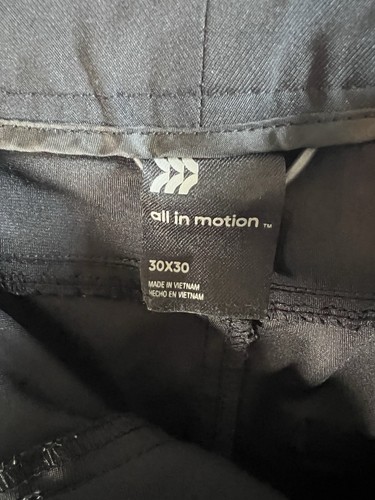 all in motion ™
30X30
MADE IN VIETNAM
HECHO EN VIETNAM